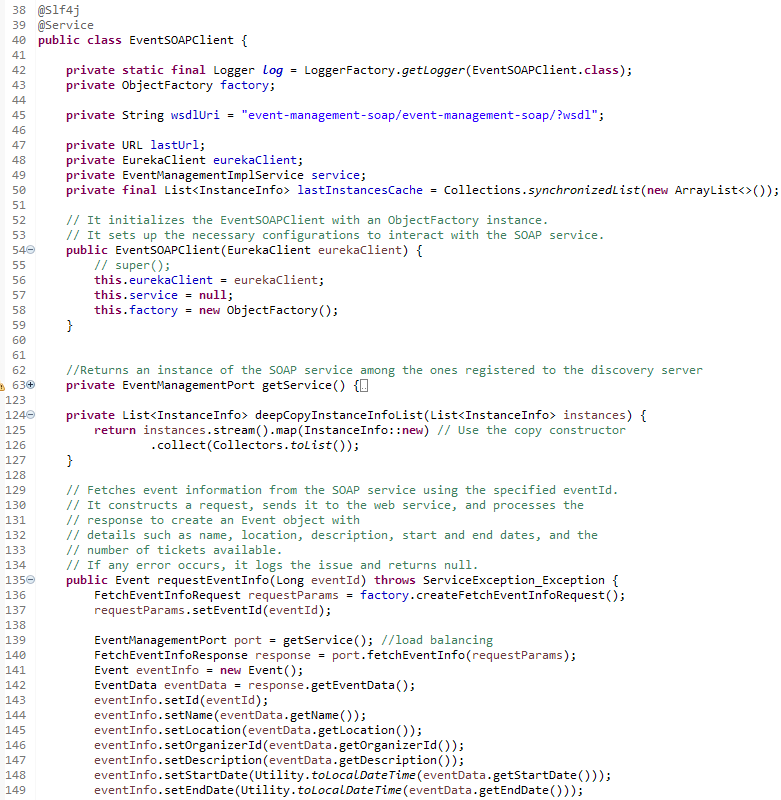 38 @Slf4j
39 @Service
40 public class EventSOAPClient {
41
42     private static final Logger log = LoggerFactory.getLogger(EventSOAPClient.class);
43     private ObjectFactory factory;
44
45     private String wsdlUri = "event-management-soap/event-management-soap/?wsdl";
46
47     private URL lastUrl;
48     private EurekaClient eurekaClient;
49     private EventManagementImplService service;
50     private final List<InstanceInfo> lastInstancesCache = Collections.synchronizedList(new ArrayList<>());
51
52     // It initializes the EventSOAPClient with an ObjectFactory instance.
53     // It sets up the necessary configurations to interact with the SOAP service.
54     public EventSOAPClient(EurekaClient eurekaClient) {
55         // super();
56         this.eurekaClient = eurekaClient;
57         this.service = null;
58         this.factory = new ObjectFactory();
59     }
60
61
62     //Returns an instance of the SOAP service among the ones registered to the discovery server
63     private EventManagementPort getService() {
123
124     private List<InstanceInfo> deepCopyInstanceInfoList(List<InstanceInfo> instances) {
125         return instances.stream().map(InstanceInfo::new) // Use the copy constructor
126                 .collect(Collectors.toList());
127     }
128
129     // Fetches event information from the SOAP service using the specified eventId.
130     // It constructs a request, sends it to the web service, and processes the
131     // response to create an Event object with
132     // details such as name, location, description, start and end dates, and the
133     // number of tickets available.
134     // If any error occurs, it logs the issue and returns null.
135     public Event requestEventInfo(Long eventId) throws ServiceException_Exception {
136         FetchEventInfoRequest requestParams = factory.createFetchEventInfoRequest();
137         requestParams.setEventId(eventId);
138
139         EventManagementPort port = getService(); //load balancing
140         FetchEventInfoResponse response = port.fetchEventInfo(requestParams);
141         Event eventInfo = new Event();
142         EventData eventData = response.getEventData();
143         eventInfo.setId(eventId);
144         eventInfo.setName(eventData.getName());
145         eventInfo.setLocation(eventData.getLocation());
146         eventInfo.setOrganizerId(eventData.getOrganizerId());
147         eventInfo.setDescription(eventData.getDescription());
148         eventInfo.setStartDate(Utility.toLocalDateTime(eventData.getStartDate()));
149         eventInfo.setEndDate(Utility.toLocalDateTime(eventData.getEndDate()));